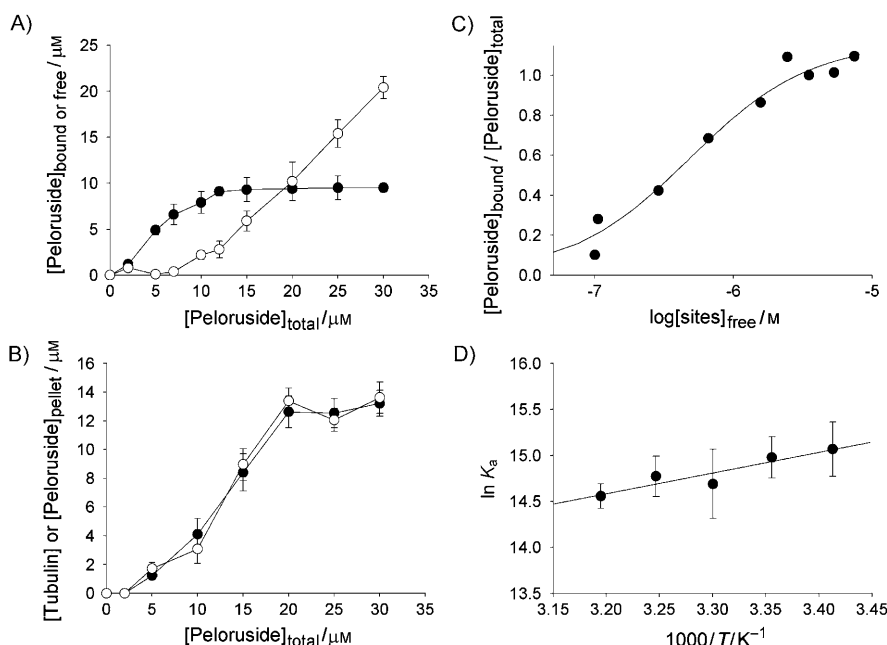 A)
[Peloruside]bound or free / μM
25
20
15
10
5
0
0 5 10 15 20 25 30 35
[Peloruside]total /μM
B)
[Tubulin] or [Peloruside]pellet / μM
16
14
12
10
8
6
4
2
0
0 5 10 15 20 25 30 35
[Peloruside]total /μM
C)
[Peloruside]bound / [Peloruside]total
1.0
0.8
0.6
0.4
0.2
0.0
-7 -6 -5
log[sites]free / M
D)
ln Ka
16.0
15.5
15.0
14.5
14.0
13.5
3.15 3.20 3.25 3.30 3.35 3.40 3.45
1000/T/K−1